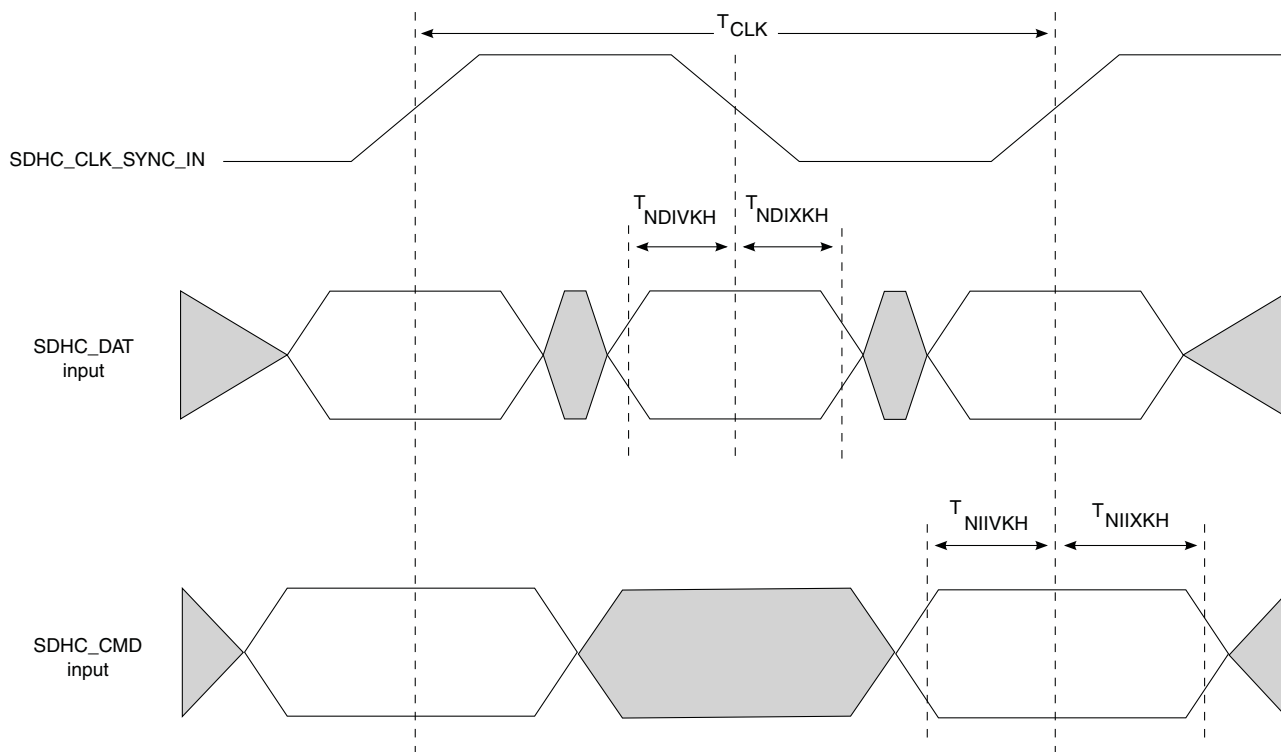 TCLK
SDHC_CLK_SYNC_IN
TNDIVKH
TNDIXKH
SDHC_DAT
input
TNIIVKH
TNIIXKH
SDHC_CMD
input